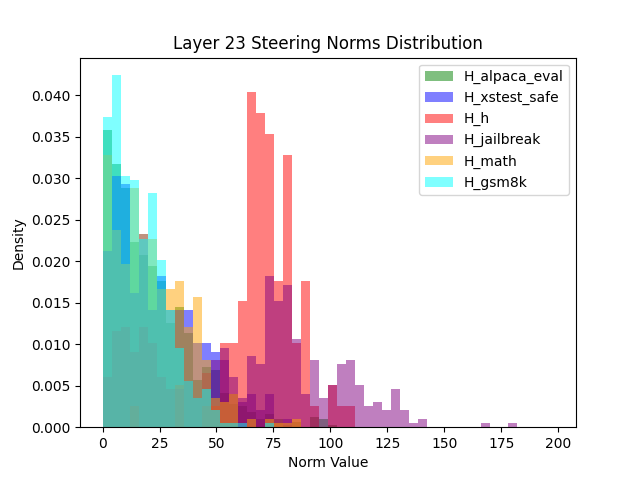 Layer 23 Steering Norms Distribution
H_alpaca_eval
H_xstest_safe
H_h
H_jailbreak
H_math
H_gsm8k
0.040
0.035
0.030
0.025
0.020
0.015
0.010
0.005
0.000
Density
0 25 50 75 100 125 150 175 200
Norm Value